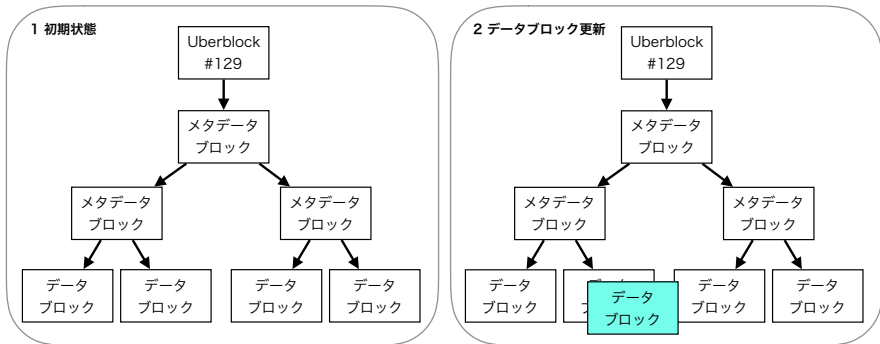 1 初期状態
Uberblock
#129
メタデータ
ブロック
メタデータ
ブロック
メタデータ
ブロック
データ
ブロック
データ
ブロック
データ
ブロック
データ
ブロック
2 データブロック更新
Uberblock
#129
メタデータ
ブロック
メタデータ
ブロック
メタデータ
ブロック
データ
ブロック
データ
ブロック
データ
ブロック
データ
ブロック